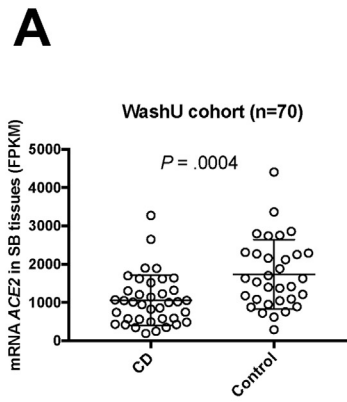 A
WashU cohort (n=70)
P = .0004
mRNA ACE2 in SB tissues (FPKM)
5000
4000
3000
2000
1000
0
CD
Control